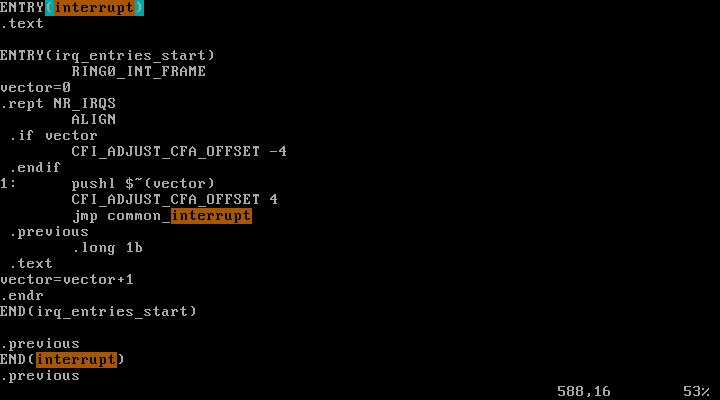 ENTRY(interrupt)
.text

ENTRY(irq_entries_start)
        RING0_INT_FRAME
vector=0
.rept NR_IRQS
        ALIGN
 .if vector
        CFI_ADJUST_CFA_OFFSET -4
 .endif
1:      pushl $~(vector)
        CFI_ADJUST_CFA_OFFSET 4
        jmp common_interrupt
 .previous
        .long 1b
 .text
vector=vector+1
.endr
END(irq_entries_start)

.previous
END(interrupt)
.previous
588,16 53%